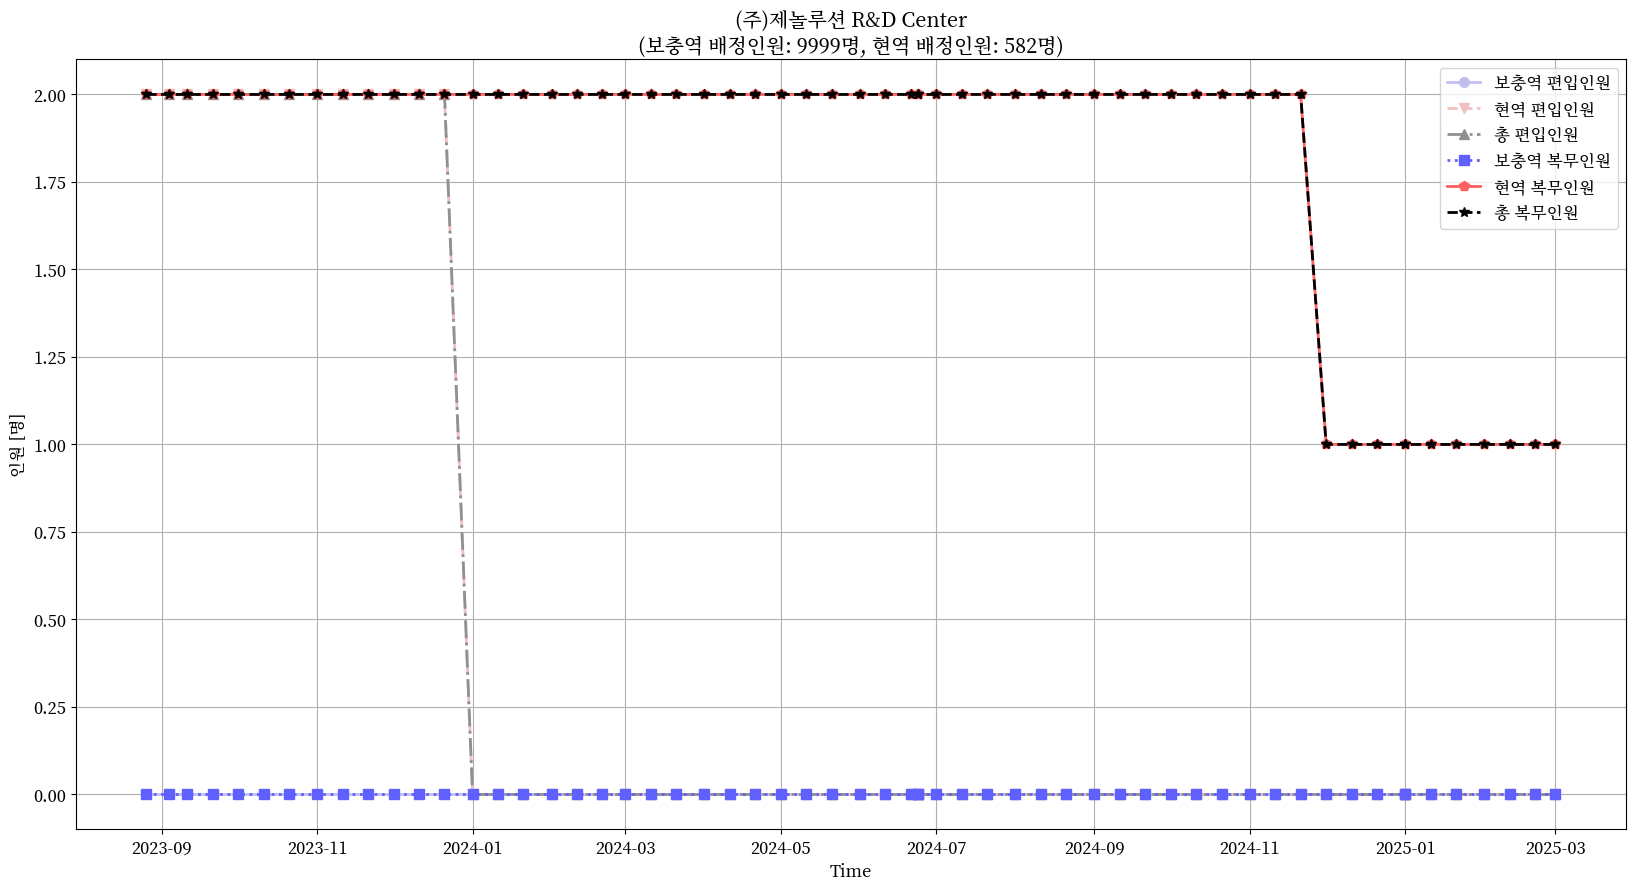 (주)제놀루션 R&D Center
(보충역 배정인원: 9999명, 현역 배정인원: 582명)
보충역 편입인원
현역 편입인원
총 편입인원
보충역 복무인원
현역 복무인원
총 복무인원
2.00
1.75
1.50
1.25
1.00
0.75
0.50
0.25
0.00
인원 [명]
2023-09 2023-11 2024-01 2024-03 2024-05 2024-07 2024-09 2024-11 2025-01 2025-03
Time